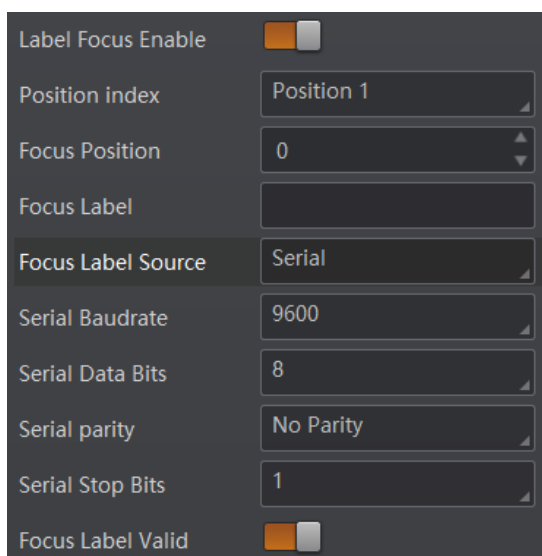 Label Focus Enable
Position index Position 1
Focus Position 0
Focus Label
Focus Label Source Serial
Serial Baudrate 9600
Serial Data Bits 8
Serial parity No Parity
Serial Stop Bits 1
Focus Label Valid